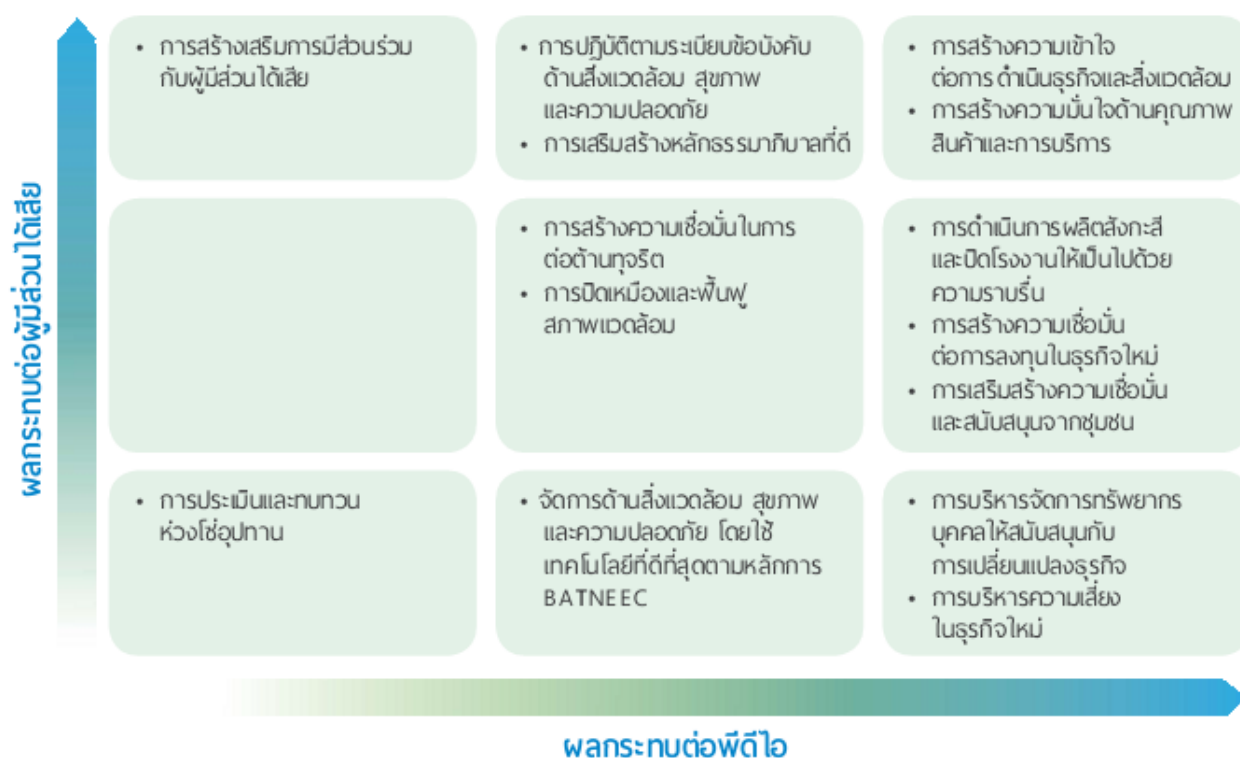 ผลกระทบต่อผู้มีส่วนได้เสีย
• การสร้างเสริมการมีส่วนร่วม
กับผู้มีส่วนได้เสีย
• การปฏิบัติตามระเบียบข้อบังคับ
ด้านสิ่งแวดล้อม สุขภาพ
และความปลอดภัย
• การเสริมสร้างหลักธรรมาภิบาลที่ดี
• การสร้างความเข้าใจ
ต่อการ ดำเนินธุรกิจและสิ่งแวดล้อม
• การสร้างความมั่นใจด้านคุณภาพ
สินค้าและการบริการ
• การสร้างความเชื่อมั่นในการ
ต่อต้านทุจริต
• การปิดเหมืองและฟื้นฟู
สภาพแวดล้อม
• การดำเนินการผลิตสังกะสี
และปิดโรงงานให้เป็นไปด้วย
ความราบรื่น
• การสร้างความเชื่อมั่น
ต่อการลงทุนในธุรกิจใหม่
• การเสริมสร้างความเชื่อมั่น
และสนับสนุนจากชุมชน
• การประเมินและทบทวน
ห่วงโซ่อุปทาน
• จัดการด้านสิ่งแวดล้อม สุขภาพ
และความปลอดภัย โดยใช้
เทคโนโลยีที่ดีที่สุดตามหลักการ
BATNEEC
• การบริหารจัดการทรัพยากร
บุคคลให้สนับสนุนกับ
การเปลี่ยนแปลงธุรกิจ
• การบริหารความเสี่ยง
ในธุรกิจใหม่
ผลกระทบต่อพีดีไอ